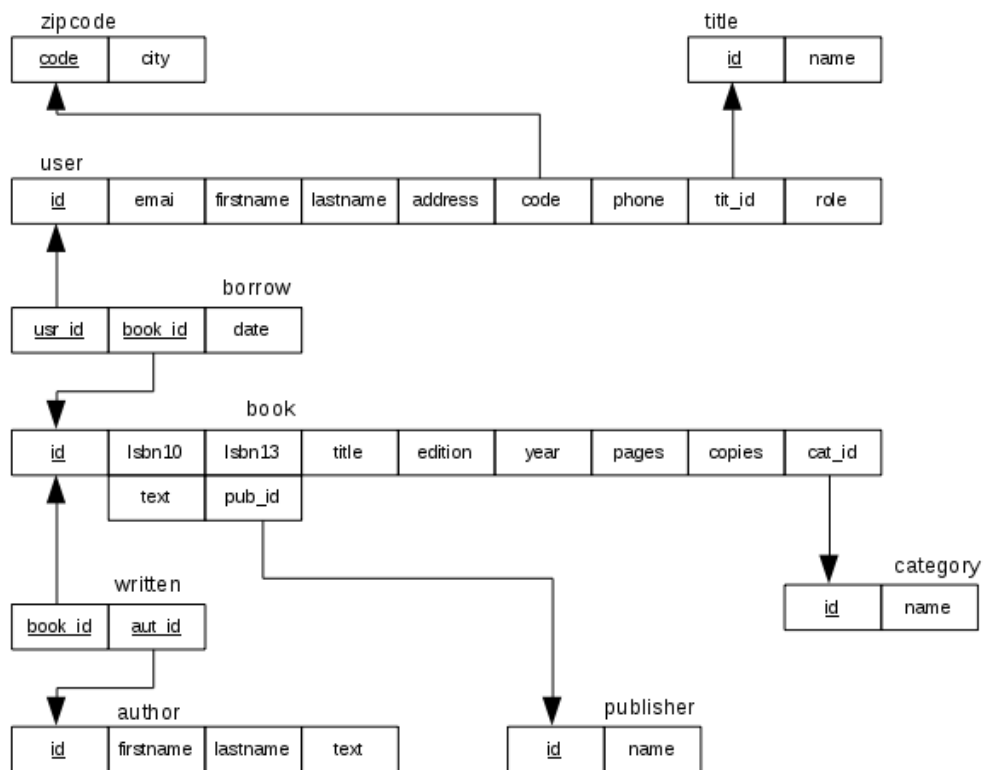 zipcode title
code city id name
user
id emai firstname lastname address code phone tit_id role
borrow
usr_id book_id date
book
id Isbn10 Isbn13 title edition year pages copies cat_id
text pub_id
category
written
id name
book_id aut_id
author publisher
id firstname lastname text id name